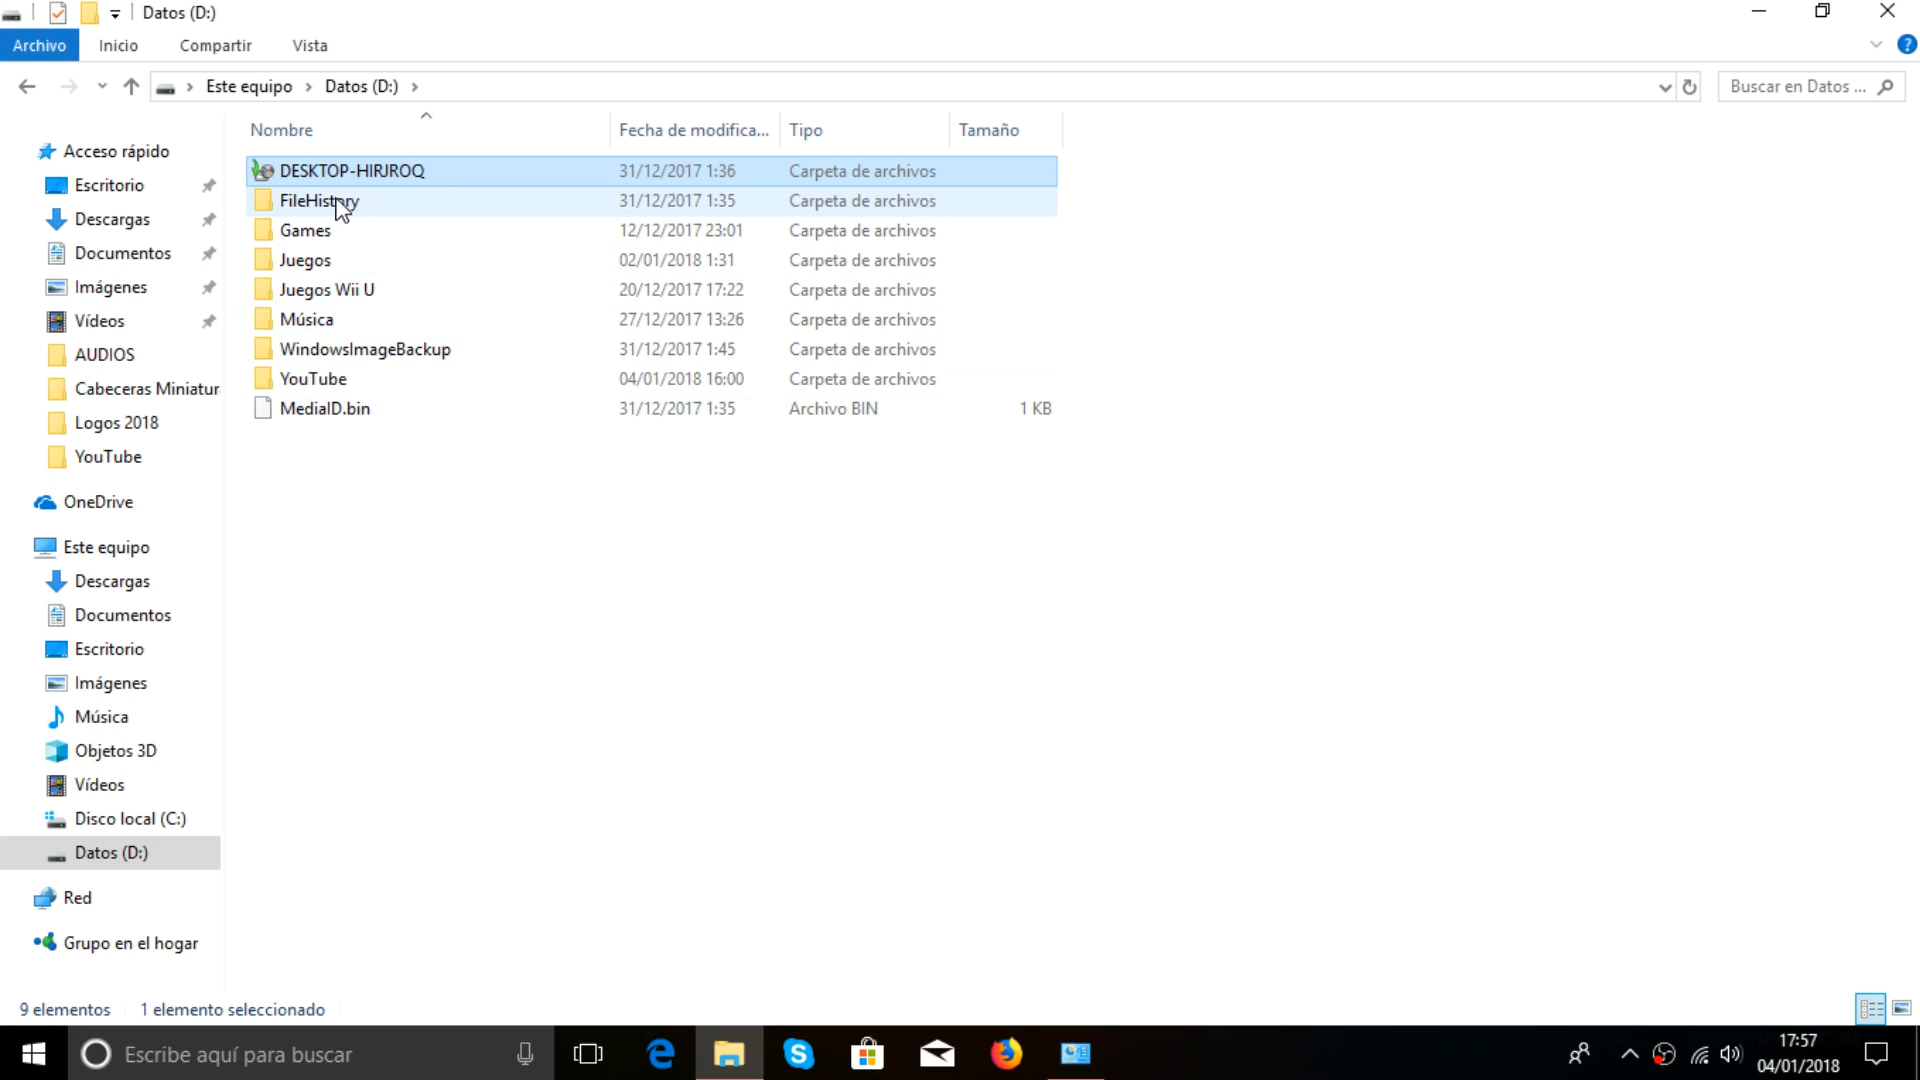 Datos (D:)
Archivo Inicio Compartir Vista
Este equipo Datos (D:) Buscar en Datos ...
Nombre Fecha de modifica... Tipo Tamaño
DESKTOP-HIRJROQ 31/12/2017 1:36 Carpeta de archivos
FileHistory 31/12/2017 1:35 Carpeta de archivos
Games 12/12/2017 23:01 Carpeta de archivos
Juegos 02/01/2018 1:31 Carpeta de archivos
Juegos Wii U 20/12/2017 17:22 Carpeta de archivos
Música 27/12/2017 13:26 Carpeta de archivos
WindowsImageBackup 31/12/2017 1:45 Carpeta de archivos
YouTube 04/01/2018 16:00 Carpeta de archivos
MediaID.bin 31/12/2017 1:35 Archivo BIN 1 KB
Acceso rápido
Escritorio
Descargas
Documentos
Imágenes
Vídeos
AUDIOS
Cabeceras Miniatur
Logos 2018
YouTube
OneDrive
Este equipo
Descargas
Documentos
Escritorio
Imágenes
Música
Objetos 3D
Vídeos
Disco local (C:)
Datos (D:)
Red
Grupo en el hogar
9 elementos 1 elemento seleccionado
Escribe aquí para buscar
17:57
04/01/2018